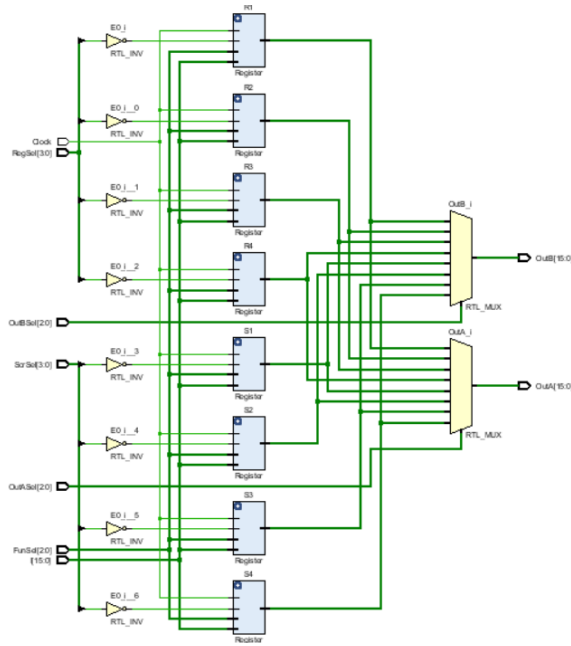 R1
E0_i
RTL_INV
Register
R2
E0_i__0
RTL_INV
Register
Clock
RegSel[3:0]
R3
E0_i__1
RTL_INV
Register
OutB_i
R4
E0_i__2
RTL_INV
Register
OutB[15:0
RTL_MUX
OutBSel[2:0]
S1
OutA_i
E0_i__3
ScrSel[3:0]
RTL_INV
Register
OutA[15:0
S2
E0_i__4
RTL_MUX
RTL_INV
Register
OutASel[2:0]
S3
E0_i__5
RTL_INV
FunSel[2:0]
I[15:0]
Register
S4
E0_i__6
RTL_INV
Register